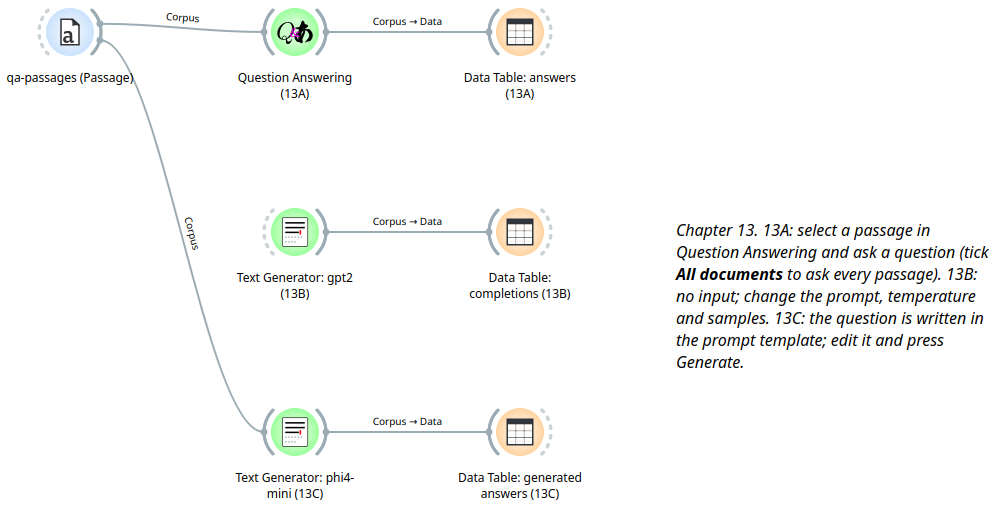 Corpus
Corpus → Data
qa-passages (Passage)
Question Answering
(13A)
Data Table: answers
(13A)
Corpus
Corpus → Data
Text Generator: gpt2
(13B)
Data Table:
completions (13B)
Chapter 13. 13A: select a passage in
Question Answering and ask a question (tick
All documents to ask every passage). 13B:
no input; change the prompt, temperature
and samples. 13C: the question is written in
the prompt template; edit it and press
Generate.
Corpus → Data
Text Generator: phi4-
mini (13C)
Data Table: generated
answers (13C)